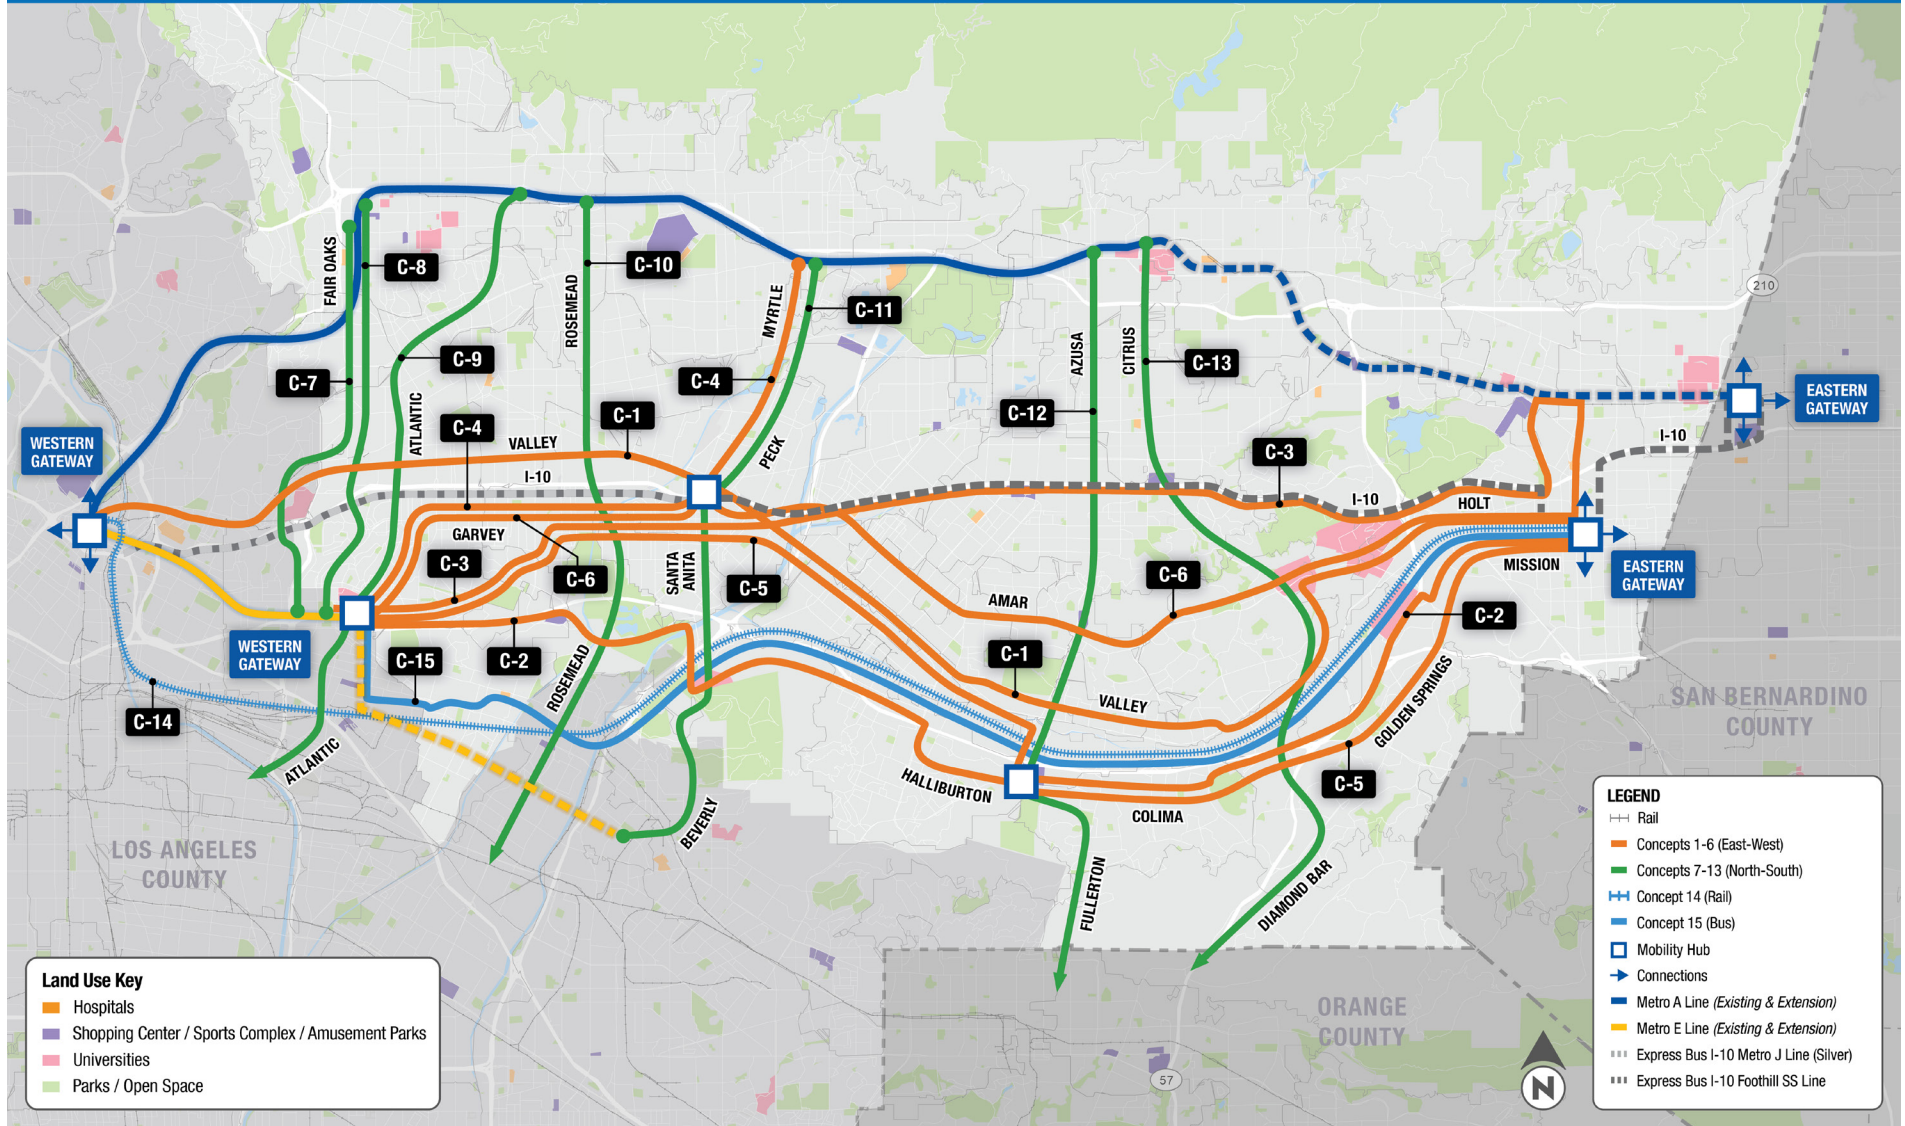 FAIR OAKS
C-8
C-10
ROSEMEAD
MYRTLE
C-11
210
C-9
C-7
C-4
AZUSA
CITRUS
C-13
C-12
EASTERN
GATEWAY
ATLANTIC
C-4
C-1
VALLEY
WESTERN
GATEWAY
PECK
C-3
I-10
I-10
I-10
HOLT
GARVEY
C-3
C-6
SANTA
ANITA
C-5
C-6
MISSION
EASTERN
GATEWAY
AMAR
C-2
WESTERN
GATEWAY
C-15
C-2
ROSEMEAD
C-1
VALLEY
GOLDEN SPRINGS
SAN BERNARDINO
COUNTY
C-14
ATLANTIC
HALLIBURTON
C-5
COLIMA
BEVERLY
LOS ANGELES
COUNTY
FULLERTON
DIAMOND BAR
ORANGE
COUNTY
57
N
Land Use Key
Hospitals
Shopping Center / Sports Complex / Amusement Parks
Universities
Parks / Open Space
LEGEND
Rail
Concepts 1-6 (East-West)
Concepts 7-13 (North-South)
Concept 14 (Rail)
Concept 15 (Bus)
Mobility Hub
Connections
Metro A Line (Existing & Extension)
Metro E Line (Existing & Extension)
Express Bus I-10 Metro J Line (Silver)
Express Bus I-10 Foothill SS Line